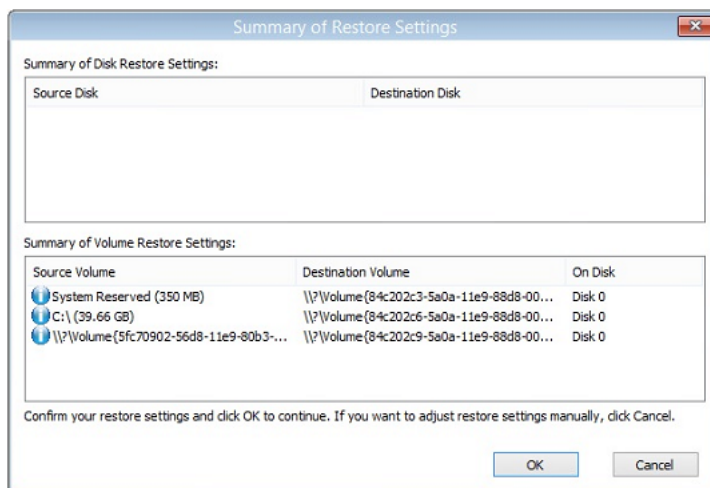 Summary of Restore Settings
Summary of Disk Restore Settings:
Source Disk Destination Disk
Summary of Volume Restore Settings:
Source Volume Destination Volume On Disk
System Reserved (350 MB) \\?\Volume{84c202c3-5a0a-11e9-88d8-00... Disk 0
C:\ (39.66 GB) \\?\Volume{84c202c6-5a0a-11e9-88d8-00... Disk 0
\\?\Volume{5fc70902-56d8-11e9-80b3-... \\?\Volume{84c202c9-5a0a-11e9-88d8-00... Disk 0
Confirm your restore settings and click OK to continue. If you want to adjust restore settings manually, click Cancel.
OK Cancel